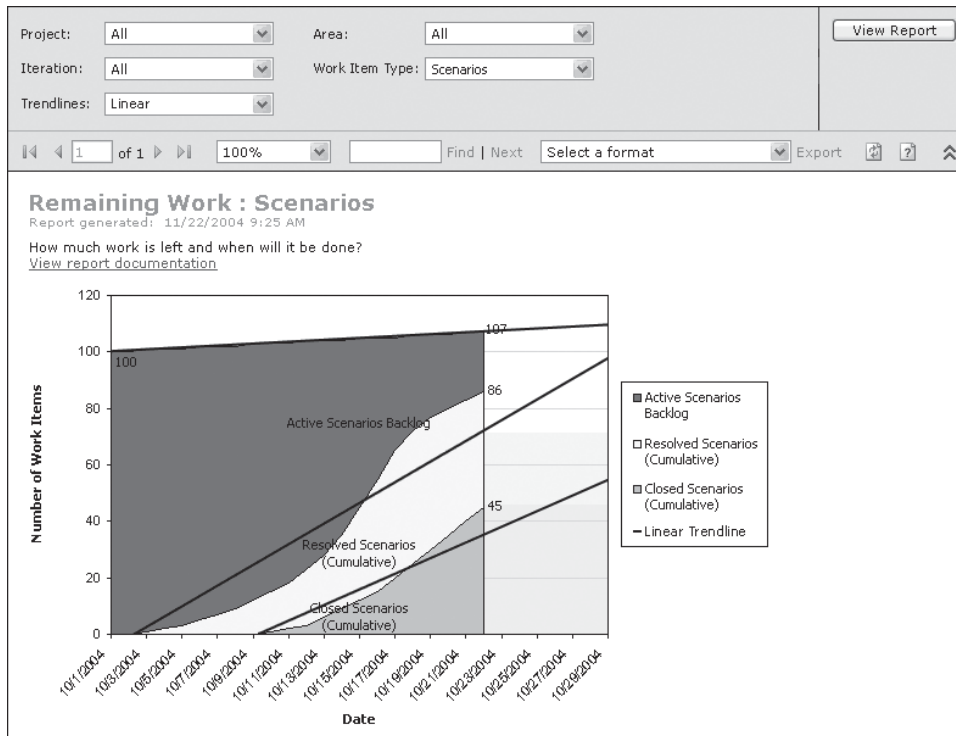 Project: All Area: All View Report
Iteration: All Work Item Type: Scenarios
Trendlines: Linear
1 of 1 100% Find | Next Select a format Export ?
Remaining Work : Scenarios
Report generated: 11/22/2004 9:25 AM
How much work is left and when will it be done?
View report documentation
Number of Work Items
120
100
80
60
40
20
0
100
107
86
45
Active Scenarios Backlog
Resolved Scenarios
(Cumulative)
Closed Scenarios
(Cumulative)
10/1/2004
10/3/2004
10/5/2004
10/7/2004
10/9/2004
10/11/2004
10/13/2004
10/15/2004
10/17/2004
10/19/2004
10/21/2004
10/23/2004
10/25/2004
10/27/2004
10/29/2004
Date
Active Scenarios
Backlog
Resolved Scenarios
(Cumulative)
Closed Scenarios
(Cumulative)
Linear Trendline